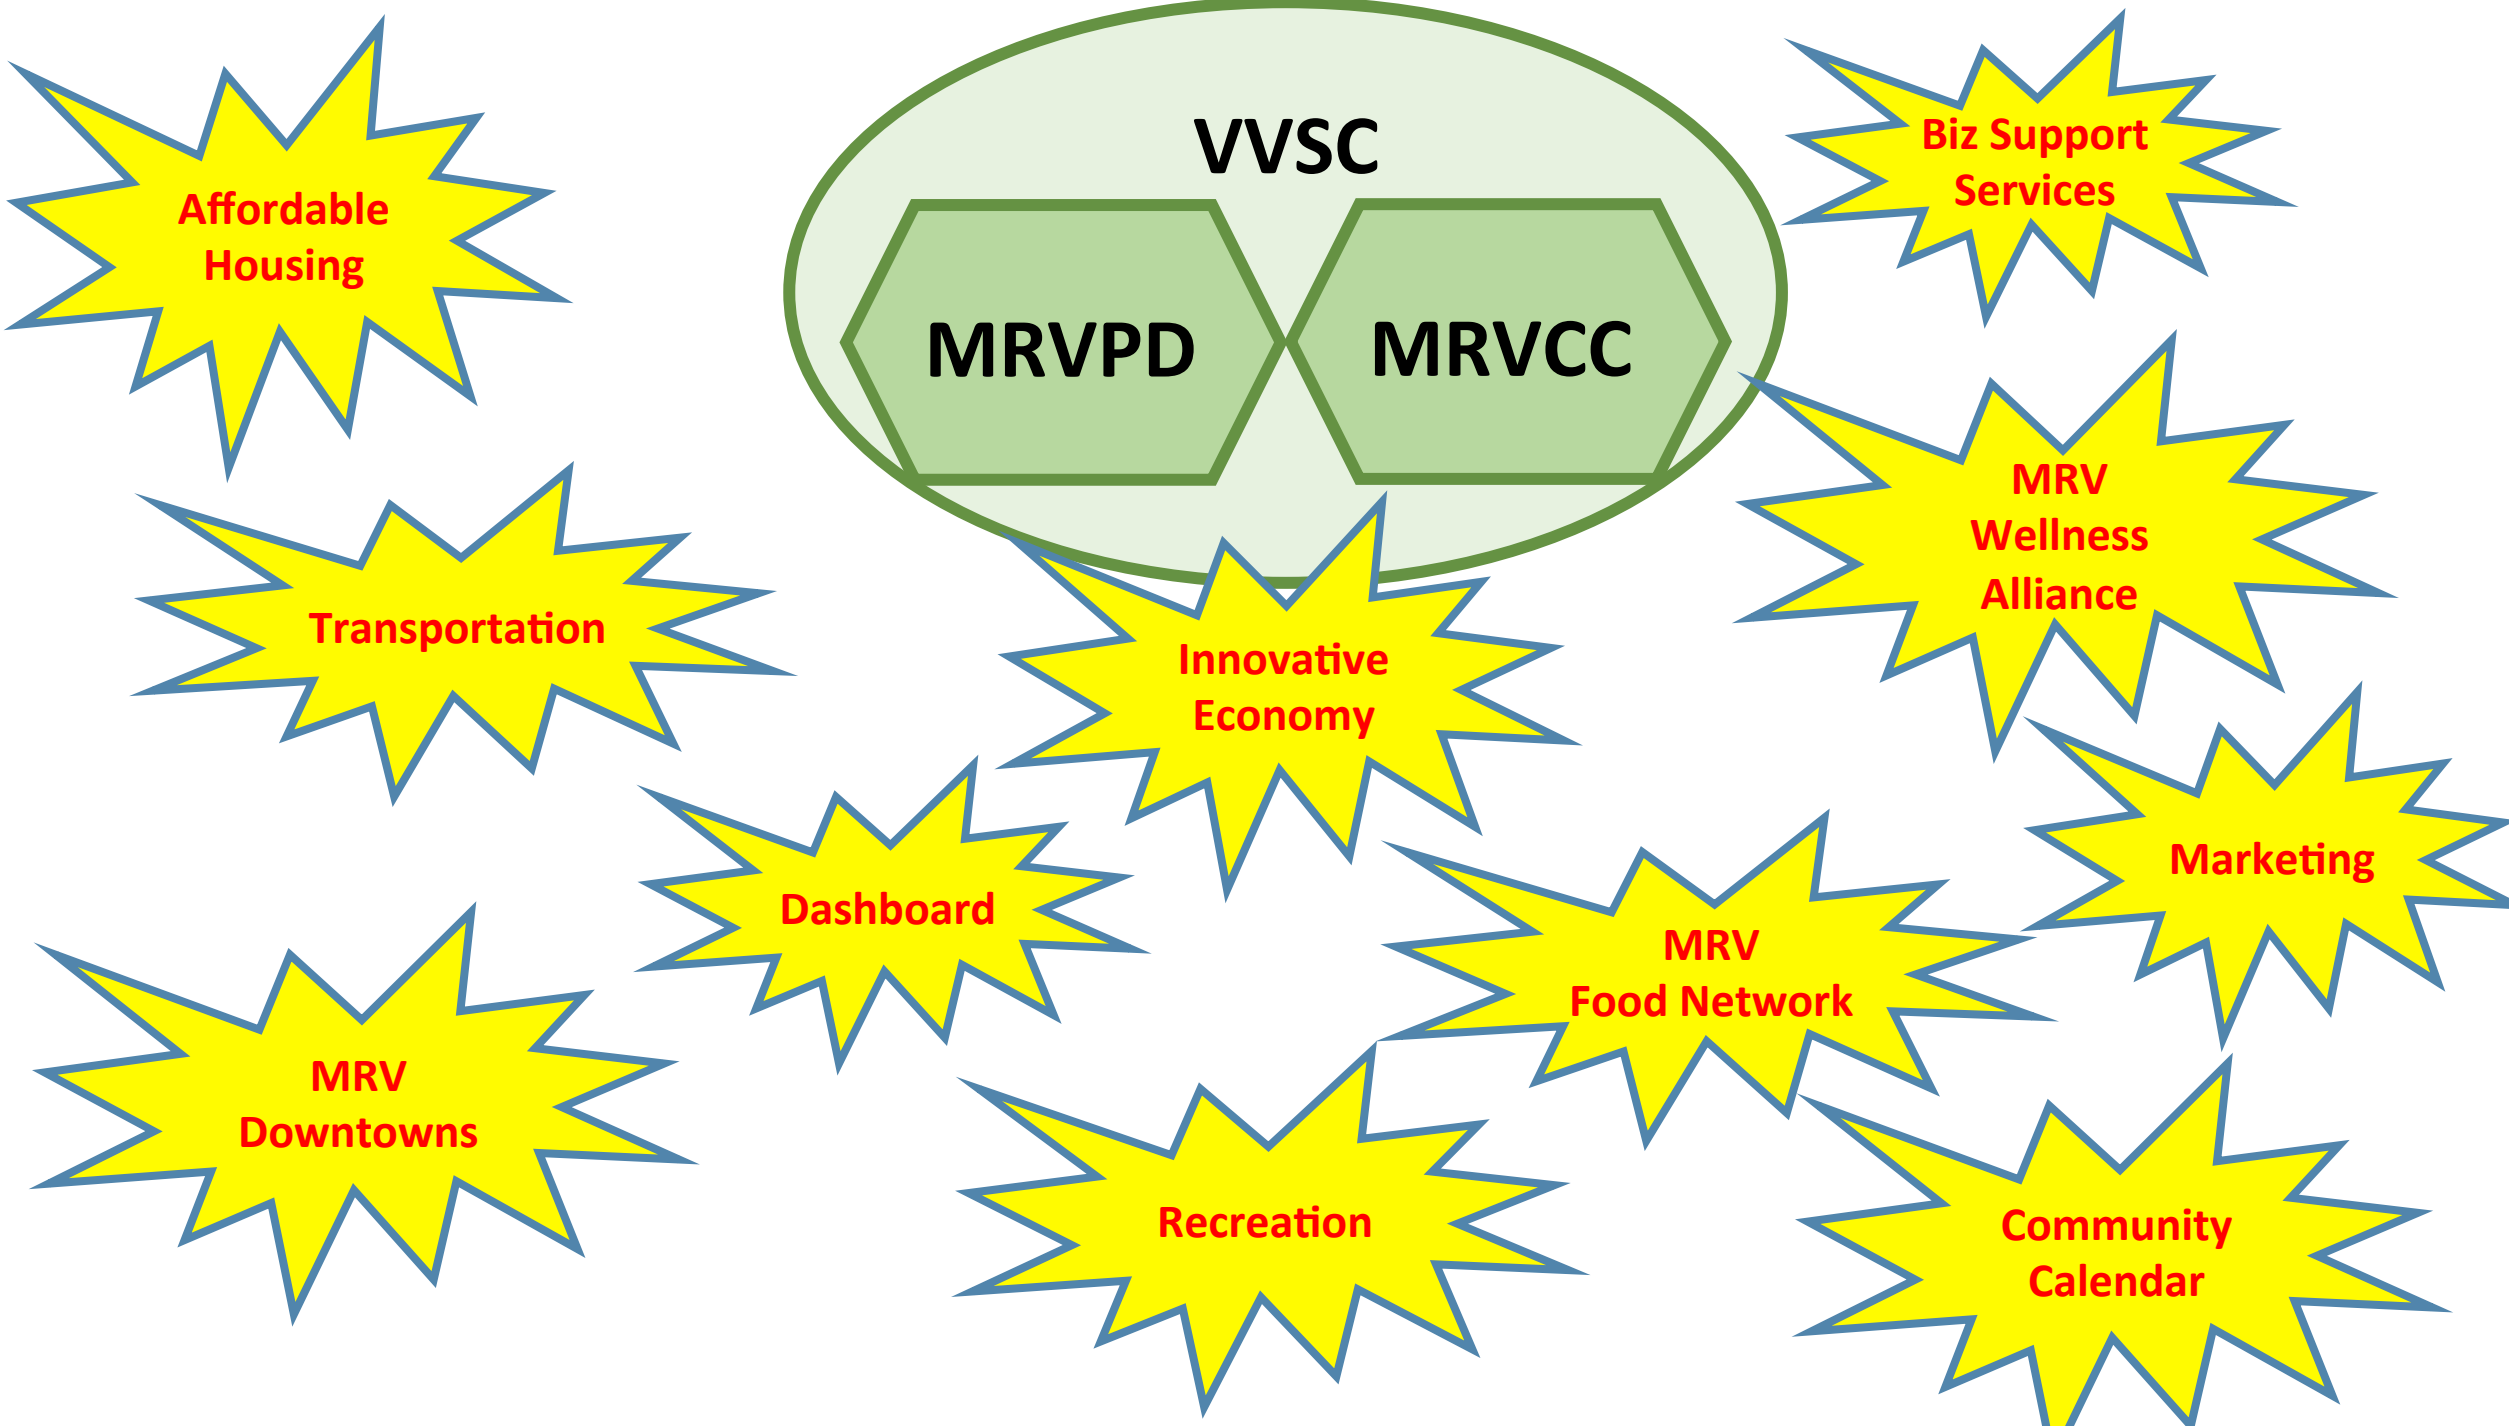 VVSC
MRVPD
MRVCC
Affordable
Housing
Biz Support
Services
Transportation
Innovative
Economy
MRV
Wellness
Alliance
Dashboard
Marketing
MRV
Food Network
MRV
Downtowns
Recreation
Community
Calendar